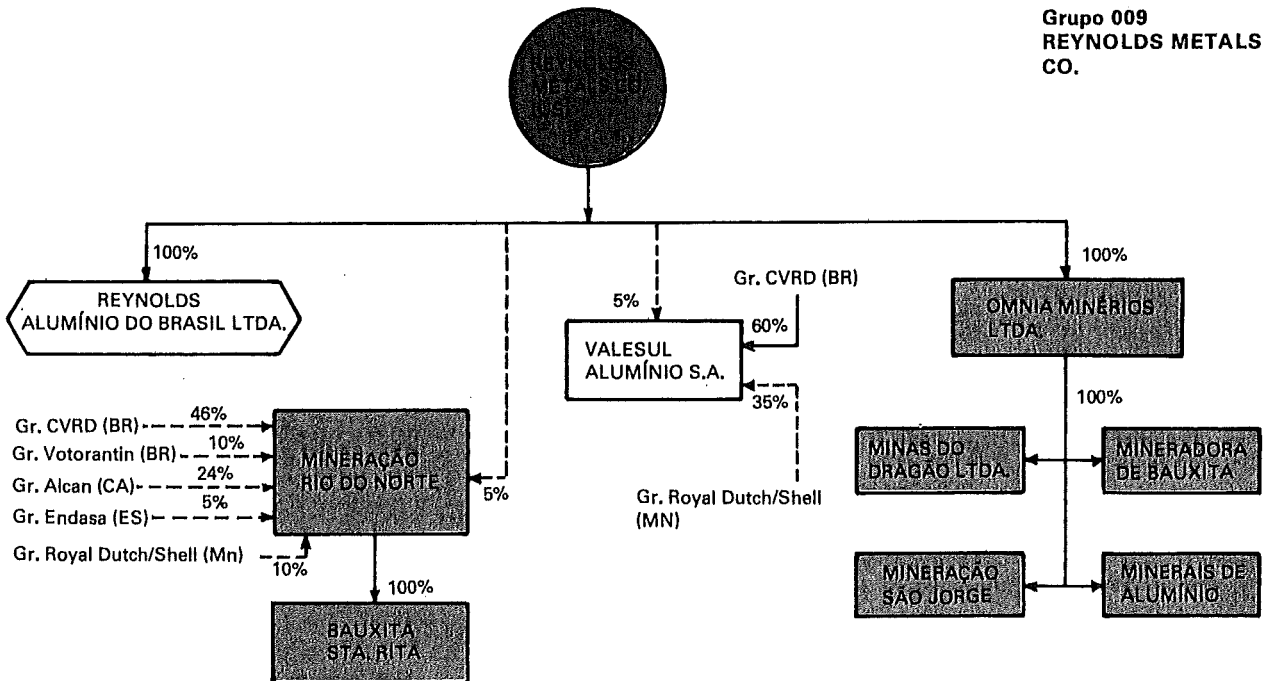 Grupo 009
REYNOLDS METALS
CO.
REYNOLDS
METALS CO.
100%
REYNOLDS
ALUMÍNIO DO BRASIL LTDA.
5%
Gr. CVRD (BR)
60%
VALESUL
ALUMÍNIO S.A.
35%
Gr. Royal Dutch/Shell
(MN)
100%
OMNIA MINÉRIOS
LTDA.
100%
MINAS DO
DRAGÃO LTDA.
MINERADORA
DE BAUXITA
MINERAÇÃO
SÃO JORGE
MINERAIS DE
ALUMÍNIO
Gr. CVRD (BR) 46%
Gr. Votorantin (BR) 10%
Gr. Alcan (CA) 24%
Gr. Endasa (ES) 5%
Gr. Royal Dutch/Shell (Mn) 10%
MINERAÇÃO
RIO DO NORTE
5%
100%
BAUXITA
STA. RITA